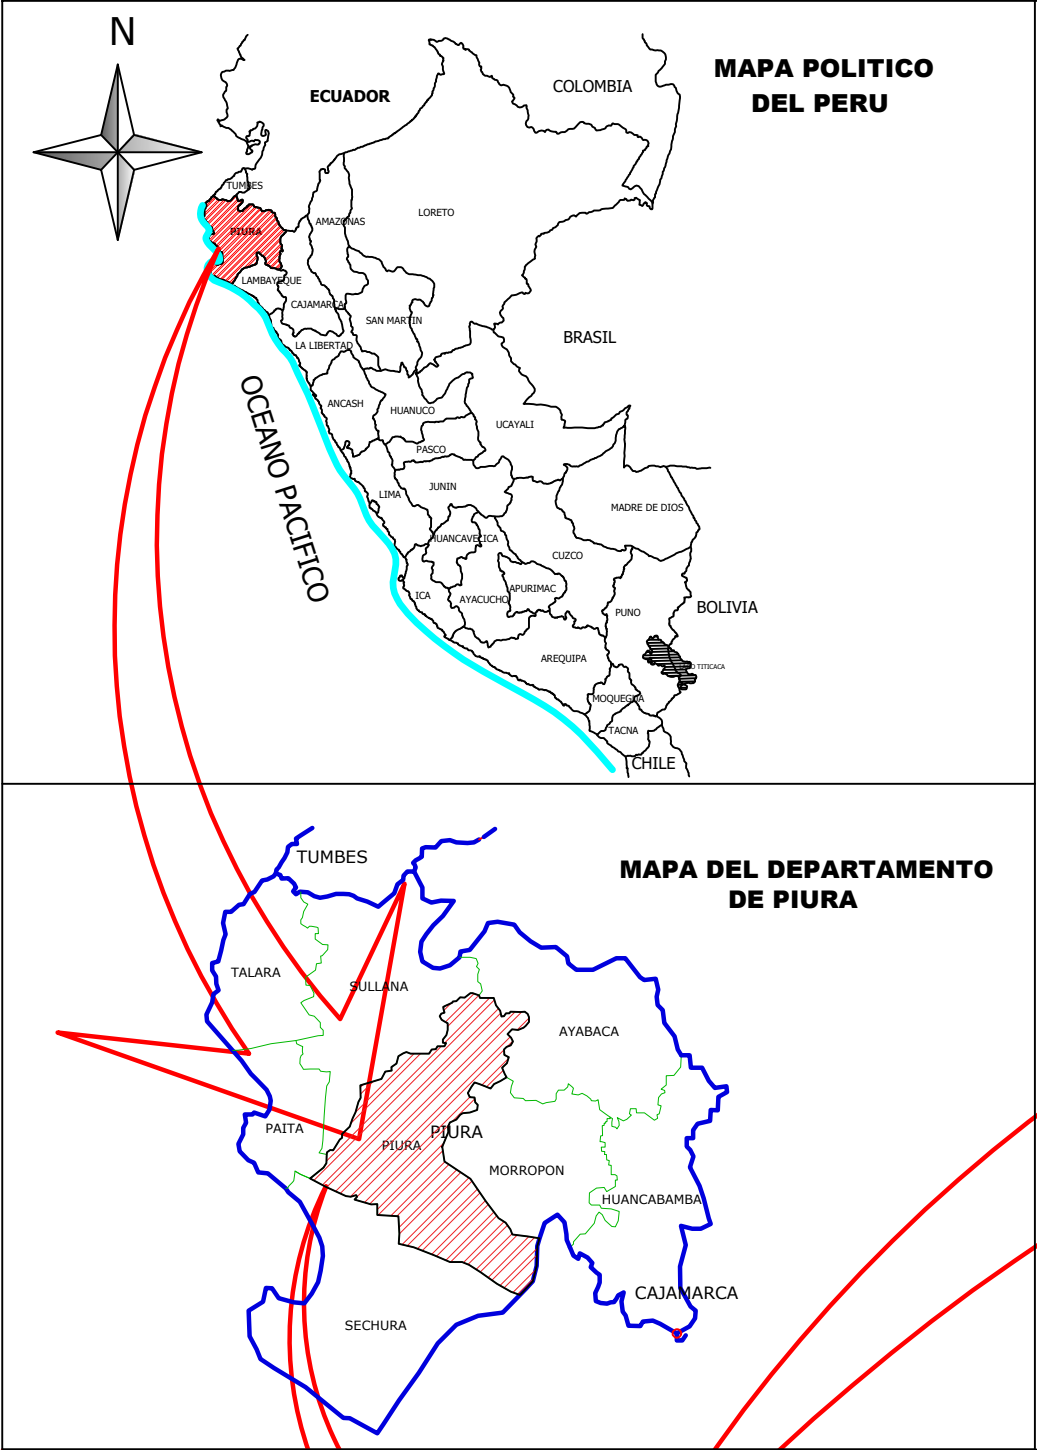 N
MAPA POLITICO
DEL PERU
COLOMBIA
ECUADOR
TUMBES
LORETO
AMAZONAS
PIURA
LAMBAYEQUE
CAJAMARCA
SAN MARTIN
BRASIL
LA LIBERTAD
OCEANO PACIFICO
ANCASH
HUANUCO
UCAYALI
PASCO
JUNIN
LIMA
MADRE DE DIOS
HUANCAVELICA
CUZCO
APURIMAC
ICA
AYACUCHO
PUNO
BOLIVIA
AREQUIPA
TITICACA
MOQUEGUA
TACNA
CHILE
TUMBES
MAPA DEL DEPARTAMENTO
DE PIURA
TALARA
SULLANA
AYABACA
PAITA
PIURA
PIURA
MORROPON
HUANCABAMBA
CAJAMARCA
SECHURA